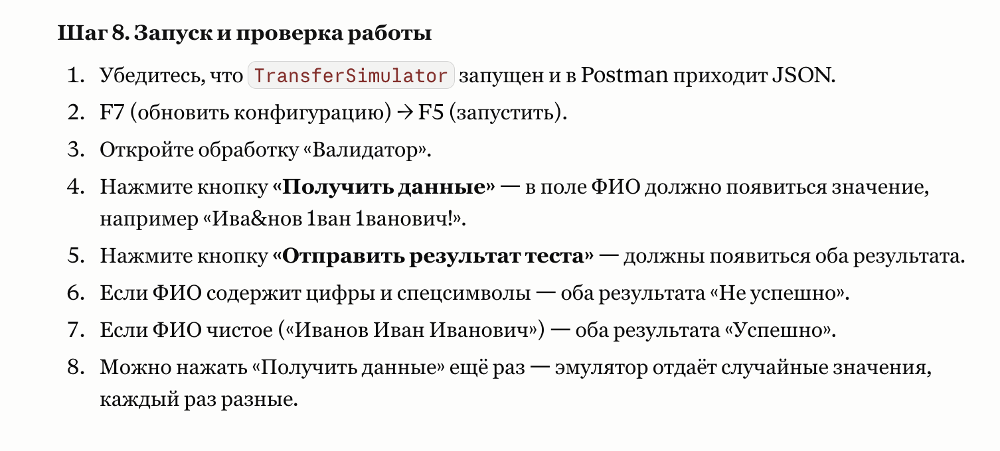 Шаг 8. Запуск и проверка работы
1. Убедитесь, что TransferSimulator запущен и в Postman приходит JSON.
2. F7 (обновить конфигурацию) → F5 (запустить).
3. Откройте обработку «Валидатор».
4. Нажмите кнопку «Получить данные» — в поле ФИО должно появиться значение,
например «Ива&нов 1ван 1ванович!».
5. Нажмите кнопку «Отправить результат теста» — должны появиться оба результата.
6. Если ФИО содержит цифры и спецсимволы — оба результата «Не успешно».
7. Если ФИО чистое («Иванов Иван Иванович») — оба результата «Успешно».
8. Можно нажать «Получить данные» ещё раз — эмулятор отдаёт случайные значения,
каждый раз разные.